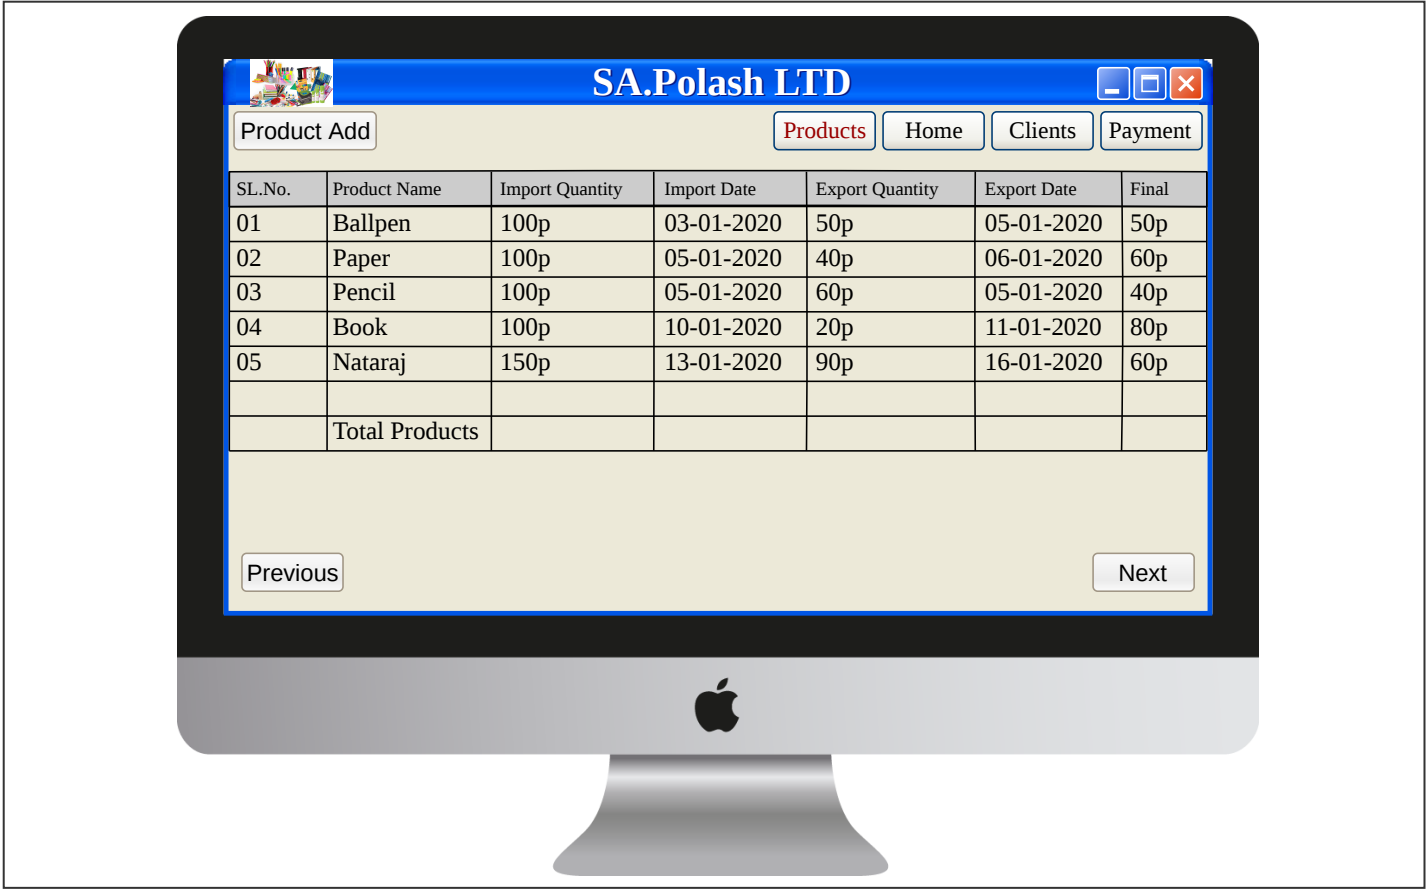 SA.Polash LTD
Product Add Products Home Clients Payment
SL.No. Product Name Import Quantity Import Date Export Quantity Export Date Final
01 Ballpen 100p 03-01-2020 50p 05-01-2020 50p
02 Paper 100p 05-01-2020 40p 06-01-2020 60p
03 Pencil 100p 05-01-2020 60p 05-01-2020 40p
04 Book 100p 10-01-2020 20p 11-01-2020 80p
05 Nataraj 150p 13-01-2020 90p 16-01-2020 60p
Total Products
Previous Next